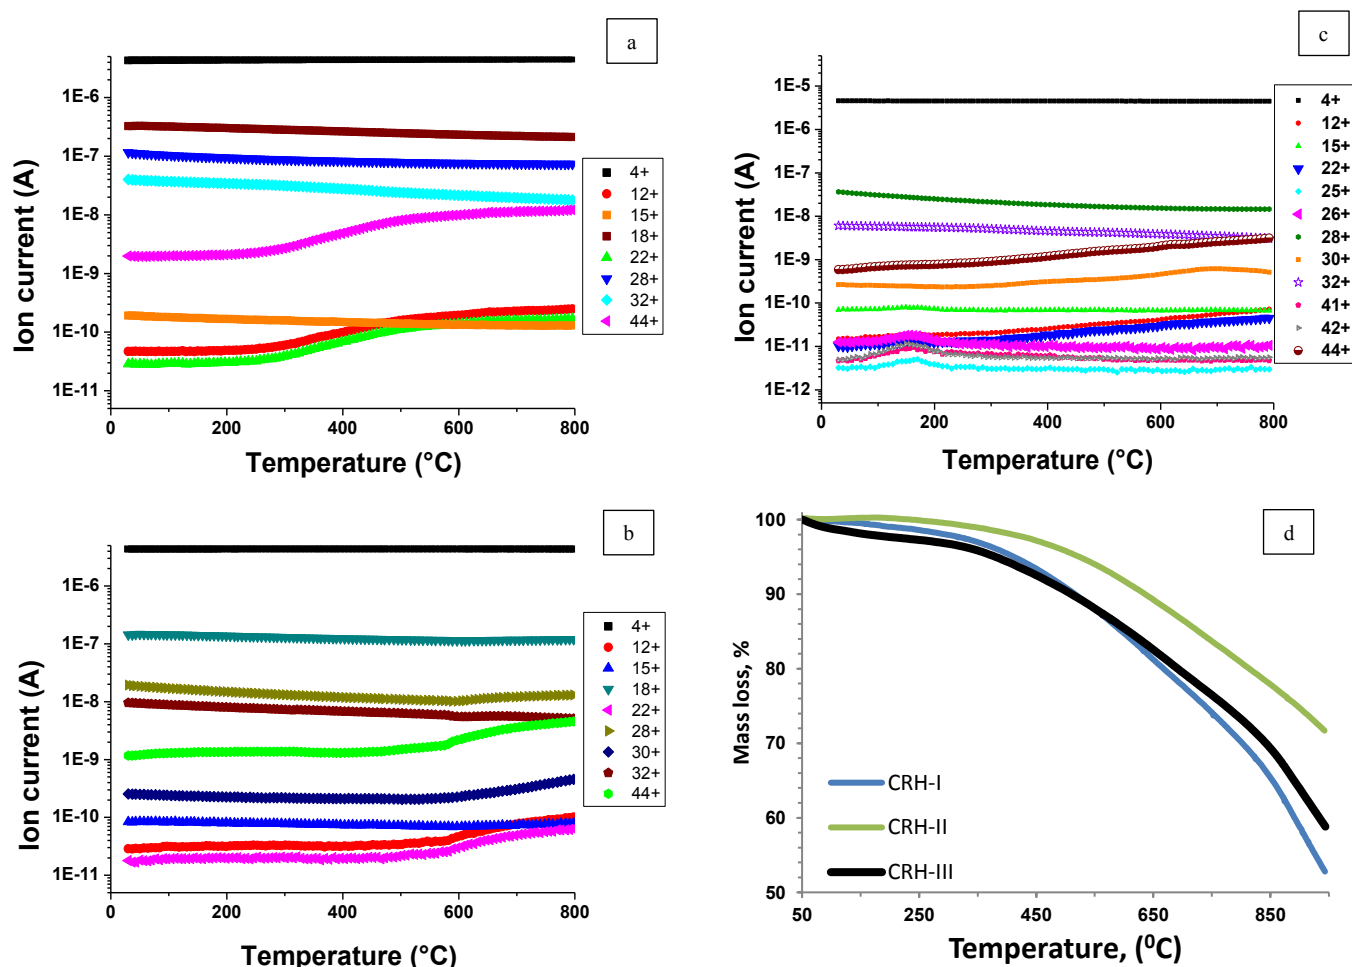 a
1E-6
1E-7
1E-8
1E-9
1E-10
1E-11
Ion current (A)
0
200
400
600
800
Temperature (°C)
4+
12+
15+
18+
22+
28+
32+
44+
c
1E-5
1E-6
1E-7
1E-8
1E-9
1E-10
1E-11
1E-12
Ion current (A)
0
200
400
600
800
Temperature (°C)
4+
12+
15+
22+
25+
26+
28+
30+
32+
41+
42+
44+
b
1E-6
1E-7
1E-8
1E-9
1E-10
1E-11
Ion current (A)
0
200
400
600
800
Temperature (°C)
4+
12+
15+
18+
22+
28+
30+
32+
44+
d
100
90
80
70
60
50
Mass loss, %
50
250
450
650
850
Temperature, (⁰C)
CRH-I
CRH-II
CRH-III